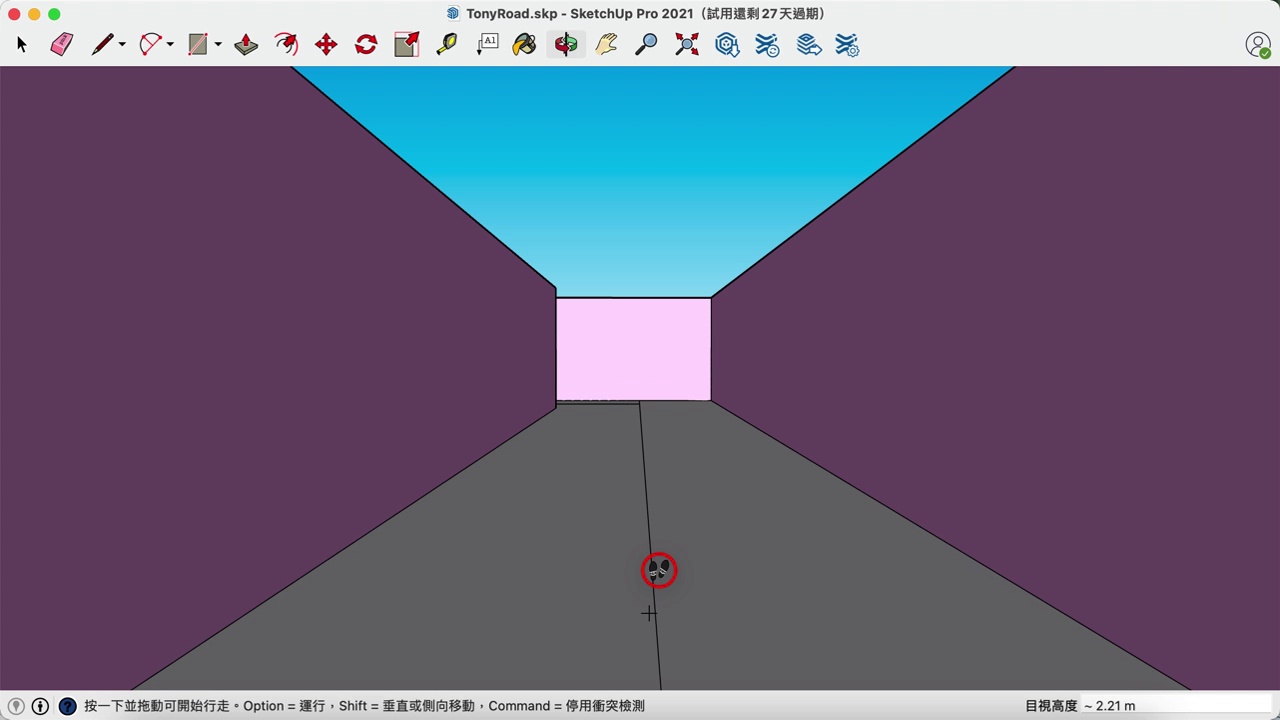 TonyRoad.skp - SketchUp Pro 2021（試用還剩 27 天過期）
A1
按一下並拖動可開始行走。Option = 運行，Shift = 垂直或側向移動，Command = 停用衝突檢測
目視高度 ~ 2.21 m